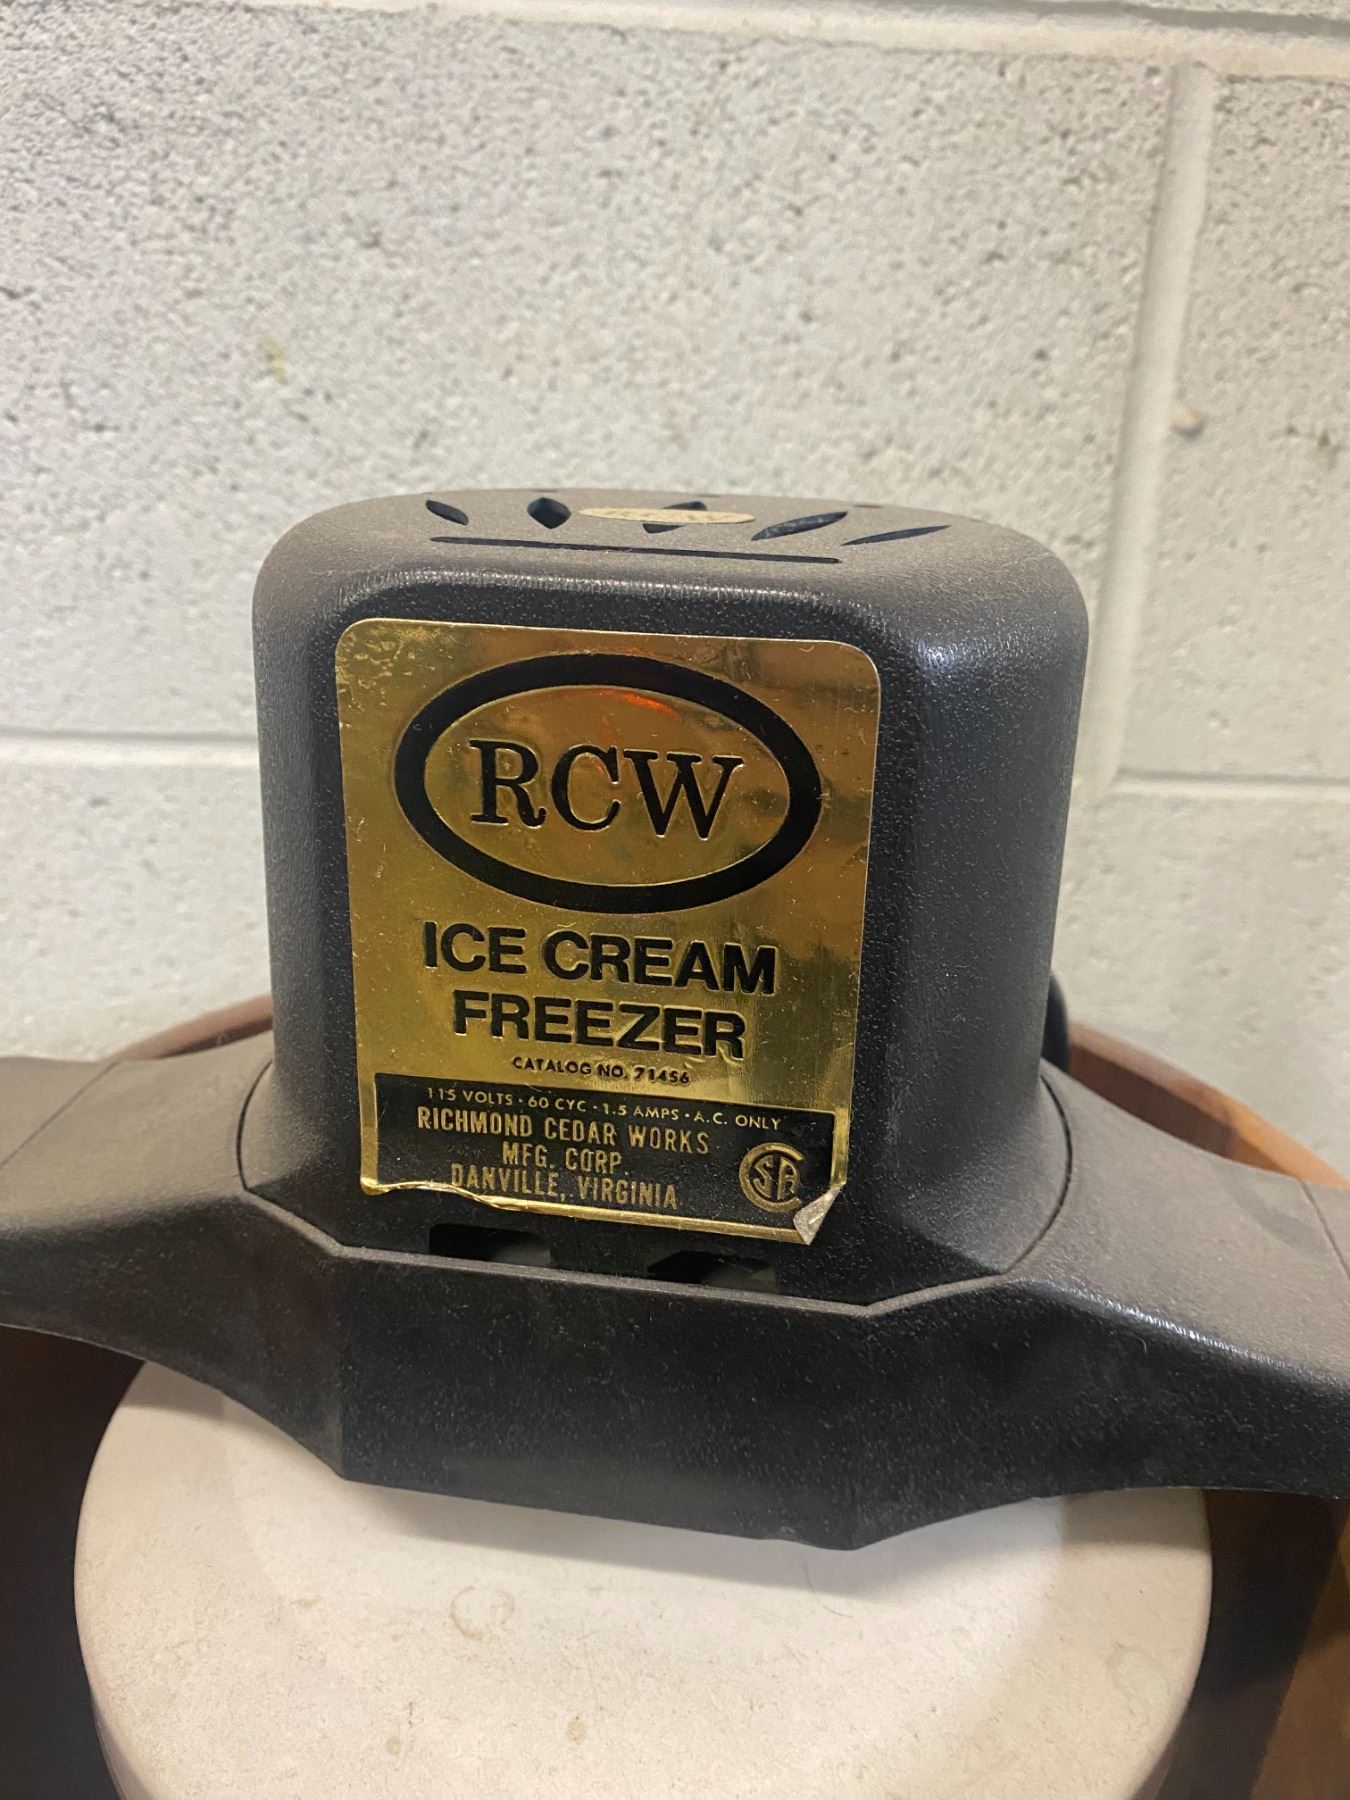 RCW
ICE CREAM
FREEZER
CATALOG NO. 71456
115 VOLTS · 60 CYC · 1.5 AMPS · A.C. ONLY
RICHMOND CEDAR WORKS
MFG. CORP.
DANVILLE, VIRGINIA
SA